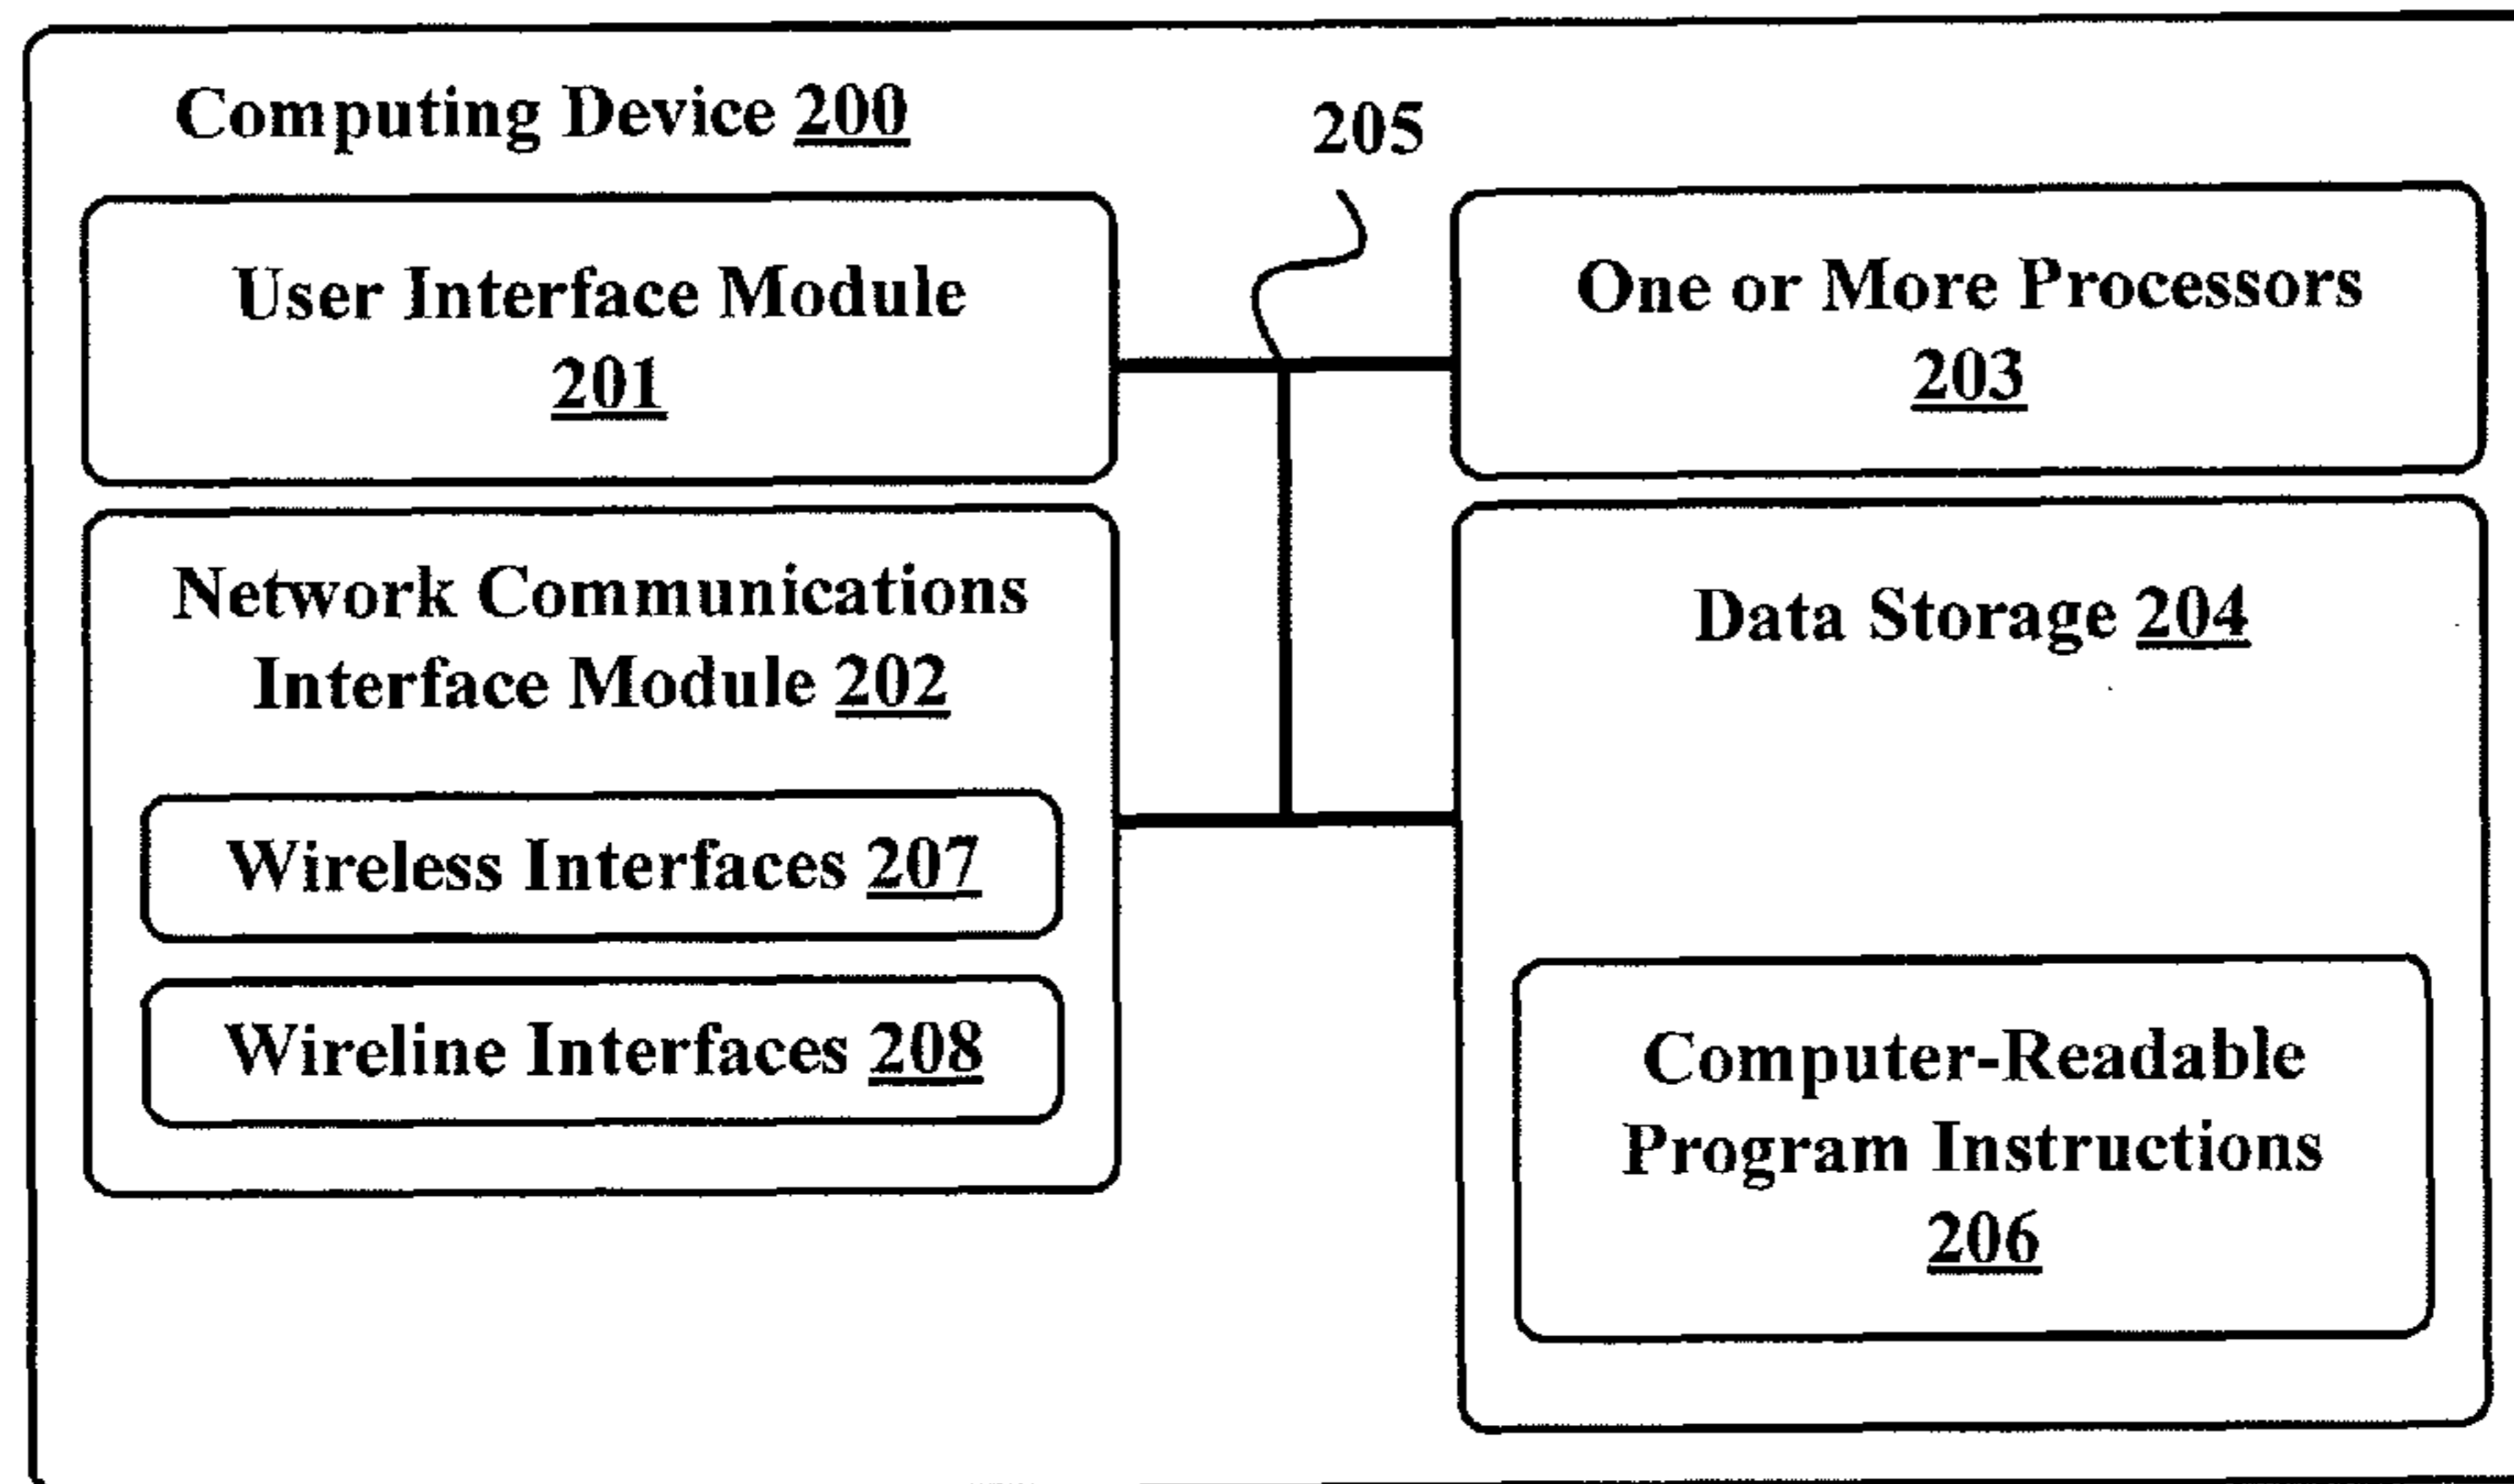 Computing Device 200
205
User Interface Module
201
One or More Processors
203
Network Communications
Interface Module 202
Wireless Interfaces 207
Wireline Interfaces 208
Data Storage 204
Computer-Readable
Program Instructions
206